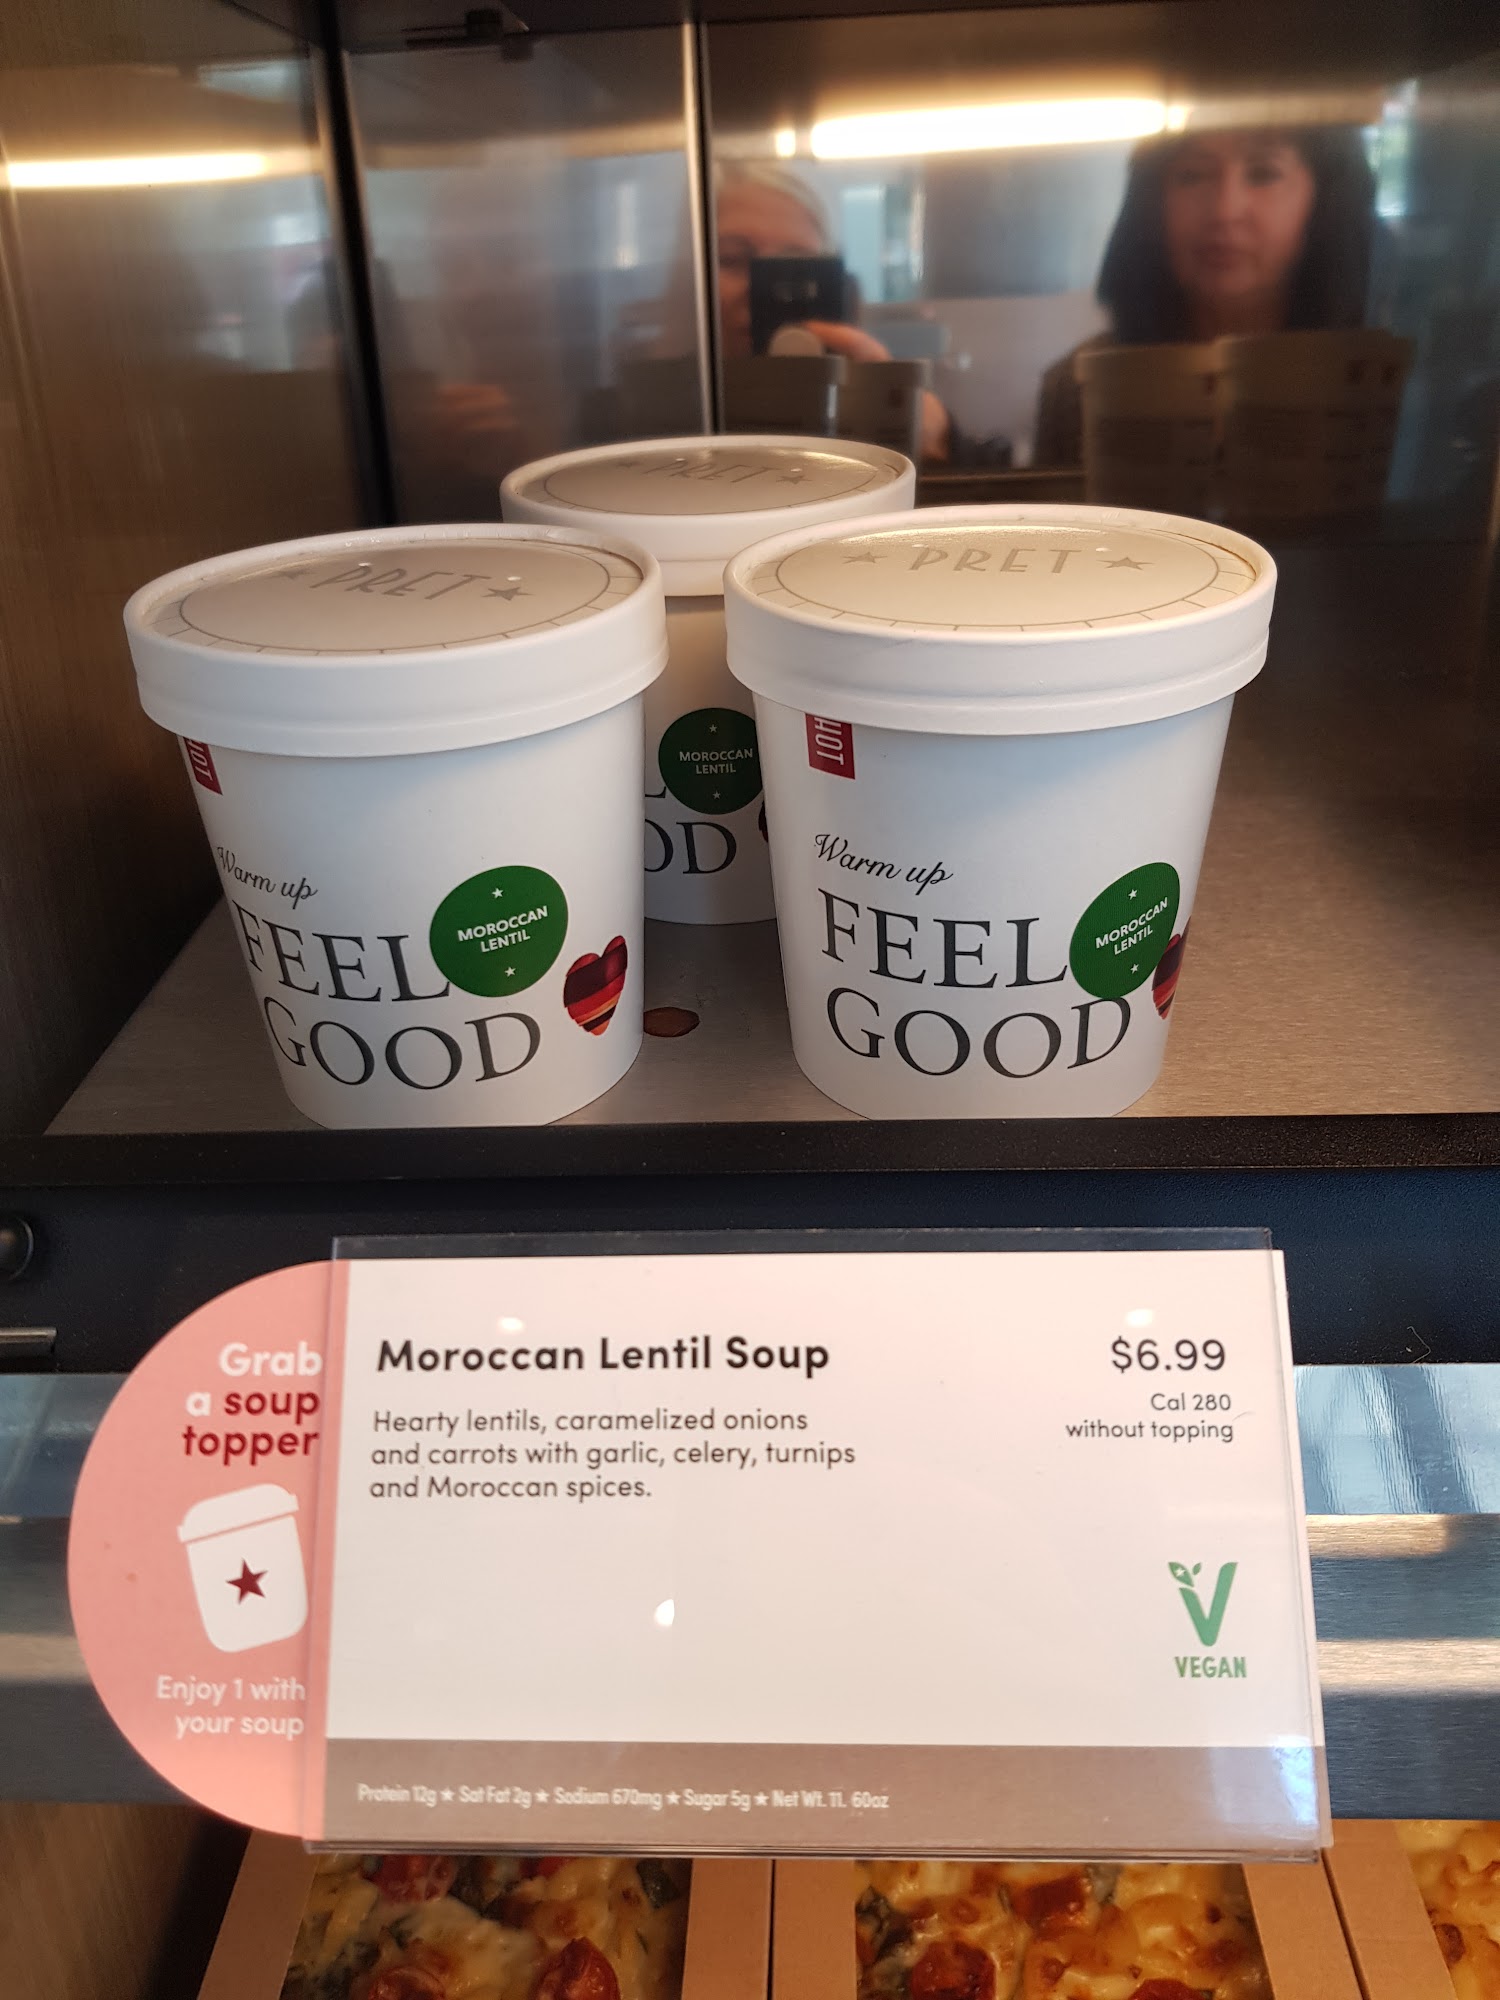 PRET
PRET
PRET
HOT
Warm up
FEEL
GOOD
MOROCCAN
LENTIL
MOROCCAN
LENTIL
HOT
Warm up
FEEL
GOOD
MOROCCAN
LENTIL
Grab
a soup
topper
Enjoy 1 with
your soup
Moroccan Lentil Soup
$6.99
Cal 280
without topping
Hearty lentils, caramelized onions
and carrots with garlic, celery, turnips
and Moroccan spices.
VEGAN
Protein 12g ★ Sat Fat 2g ★ Sodium 670mg ★ Sugar 5g ★ Net Wt. 11. 60oz